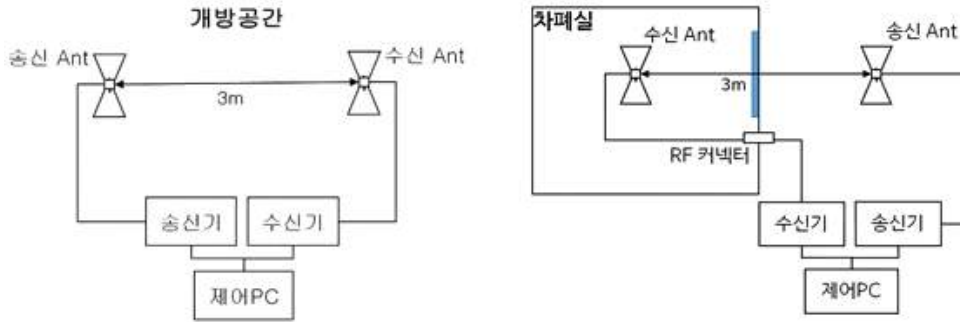 개방공간
송신 Ant
수신 Ant
3m
송신기
수신기
제어PC
차폐실
수신 Ant
송신 Ant
3m
RF 커넥터
수신기
송신기
제어PC